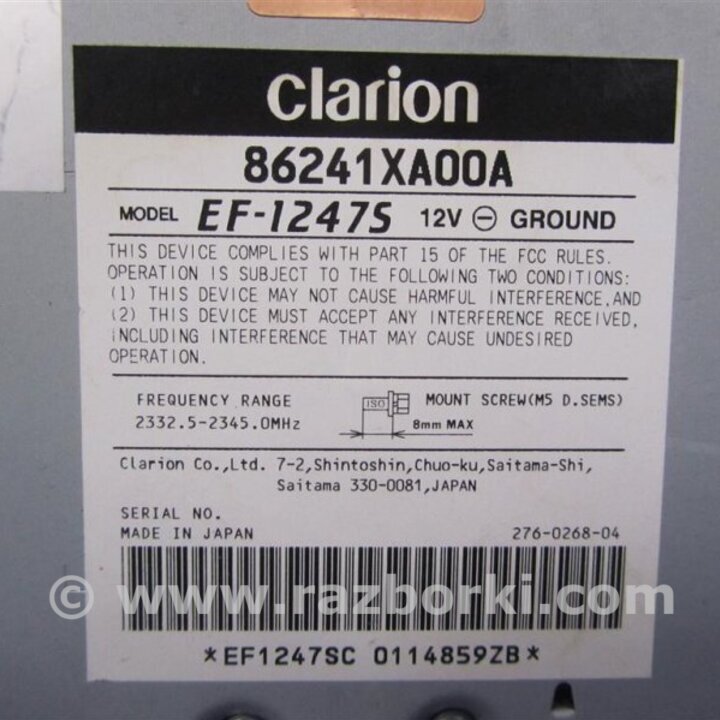 clarion
86241XA00A
MODEL EF-1247S 12V ⊖ GROUND
THIS DEVICE COMPLIES WITH PART 15 OF THE FCC RULES.
OPERATION IS SUBJECT TO THE FOLLOWING TWO CONDITIONS:
(1) THIS DEVICE MAY NOT CAUSE HARMFUL INTERFERENCE,AND
(2) THIS DEVICE MUST ACCEPT ANY INTERFERENCE RECEIVED,
INCLUDING INTERFERENCE THAT MAY CAUSE UNDESIRED
OPERATION.
FREQUENCY RANGE ISO MOUNT SCREW(M5 D.SEMS)
2332.5-2345.0MHz 8mm MAX
Clarion Co.,Ltd. 7-2,Shintoshin,Chuo-ku,Saitama-Shi,
Saitama 330-0081,JAPAN
SERIAL NO.
MADE IN JAPAN 276-0268-04
© www.razborki.com
*EF1247SC 0114859ZB*